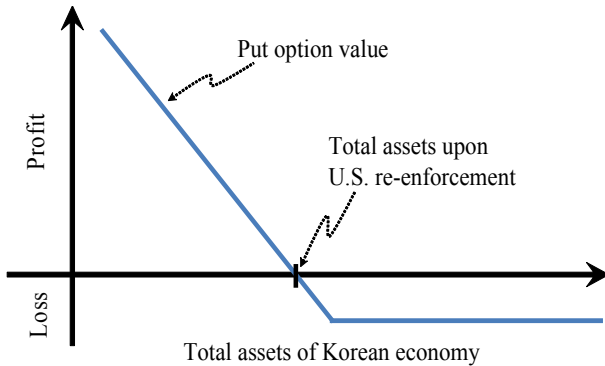 Put option value
Total assets upon
U.S. re-enforcement
Profit
Loss
Total assets of Korean economy